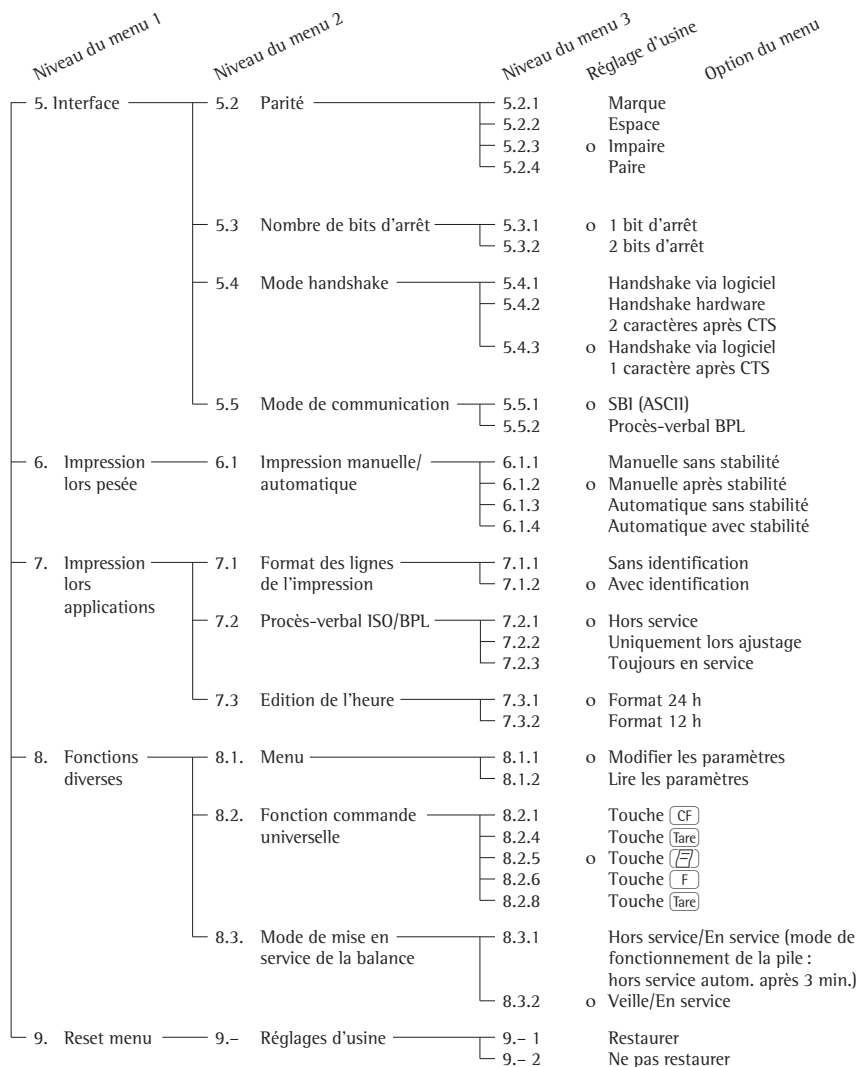 Niveau du menu 1 Niveau du menu 2 Niveau du menu 3 Réglage d'usine Option du menu
5. Interface 5.2 Parité 5.2.1 Marque
5.2.2 Espace
5.2.3 o Impaire
5.2.4 Paire
5.3 Nombre de bits d'arrêt 5.3.1 o 1 bit d'arrêt
5.3.2 2 bits d'arrêt
5.4 Mode handshake 5.4.1 Handshake via logiciel
5.4.2 Handshake hardware
2 caractères après CTS
5.4.3 o Handshake via logiciel
1 caractère après CTS
5.5 Mode de communication 5.5.1 o SBI (ASCII)
5.5.2 Procès-verbal BPL
6. Impression 6.1 Impression manuelle/ 6.1.1 Manuelle sans stabilité
lors pesée automatique 6.1.2 o Manuelle après stabilité
6.1.3 Automatique sans stabilité
6.1.4 Automatique avec stabilité
7. Impression 7.1 Format des lignes 7.1.1 Sans identification
lors de l'impression 7.1.2 o Avec identification
applications
7.2 Procès-verbal ISO/BPL 7.2.1 o Hors service
7.2.2 Uniquement lors ajustage
7.2.3 Toujours en service
7.3 Edition de l'heure 7.3.1 o Format 24 h
7.3.2 Format 12 h
8. Fonctions 8.1. Menu 8.1.1 o Modifier les paramètres
diverses 8.1.2 Lire les paramètres
8.2. Fonction commande 8.2.1 Touche CF
universelle 8.2.4 Touche Tare
8.2.5 o Touche
8.2.6 Touche F
8.2.8 Touche Tare
8.3. Mode de mise en 8.3.1 Hors service/En service (mode de
service de la balance fonctionnement de la pile :
hors service autom. après 3 min.)
8.3.2 o Veille/En service
9. Reset menu 9.– Réglages d'usine 9.– 1 Restaurer
9.– 2 Ne pas restaurer